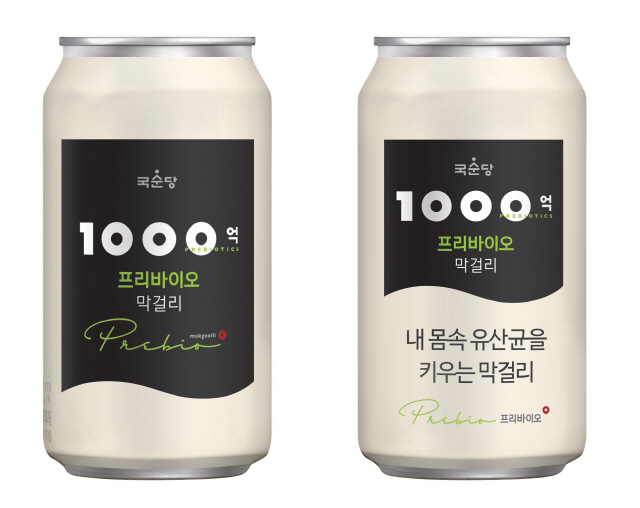 국순당
1000억
PREBIOTICS
프리바이오
막걸리
makgeolli
Prebio
국순당
1000억
PREBIOTICS
프리바이오
막걸리
내 몸속 유산균을
키우는 막걸리
Prebio 프리바이오